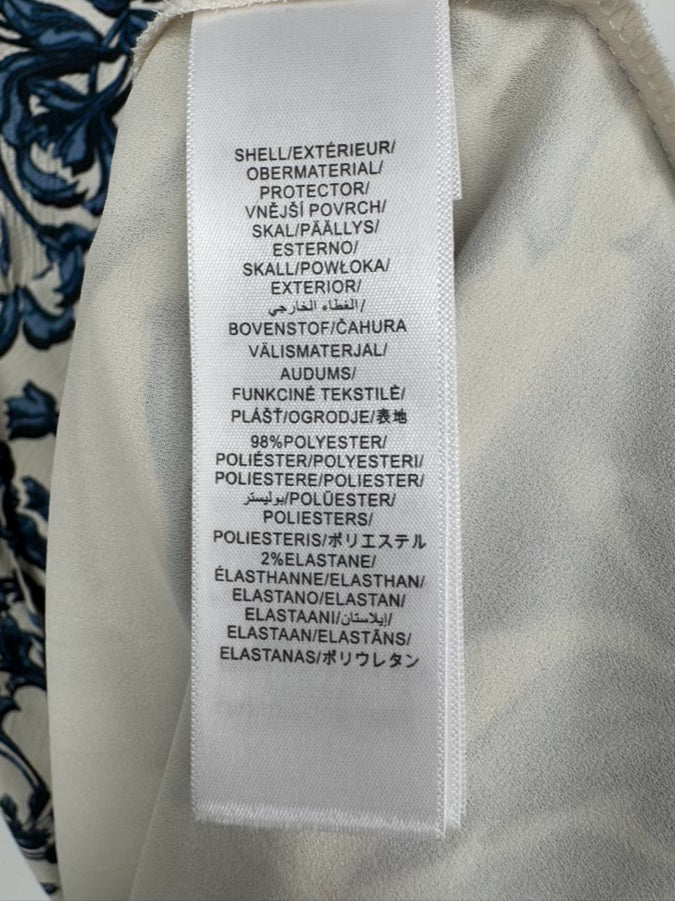 SHELL/EXTÉRIEUR/
OBERMATERIAL/
PROTECTOR/
VNĚJŠÍ POVRCH/
SKAL/PÄÄLLYS/
ESTERNO/
SKALL/POWŁOKA/
EXTERIOR/
الغطاء الخارجي/
BOVENSTOF/ČAHURA
VÄLISMATERJAL/
AUDUMS/
FUNKCINĖ TEKSTILĖ/
PLÁŠŤ/OGRODJE/表地
98%POLYESTER/
POLIÉSTER/POLYESTERI/
POLIESTERE/POLIESTER/
بوليستر/POLÜESTER/
POLIESTERS/
POLIESTERIS/ポリエステル
2%ELASTANE/
ÉLASTHANNE/ELASTHAN/
ELASTANO/ELASTAN/
ELASTAANI/إيلاستان/
ELASTAAN/ELASTĀNS/
ELASTANAS/ポリウレタン